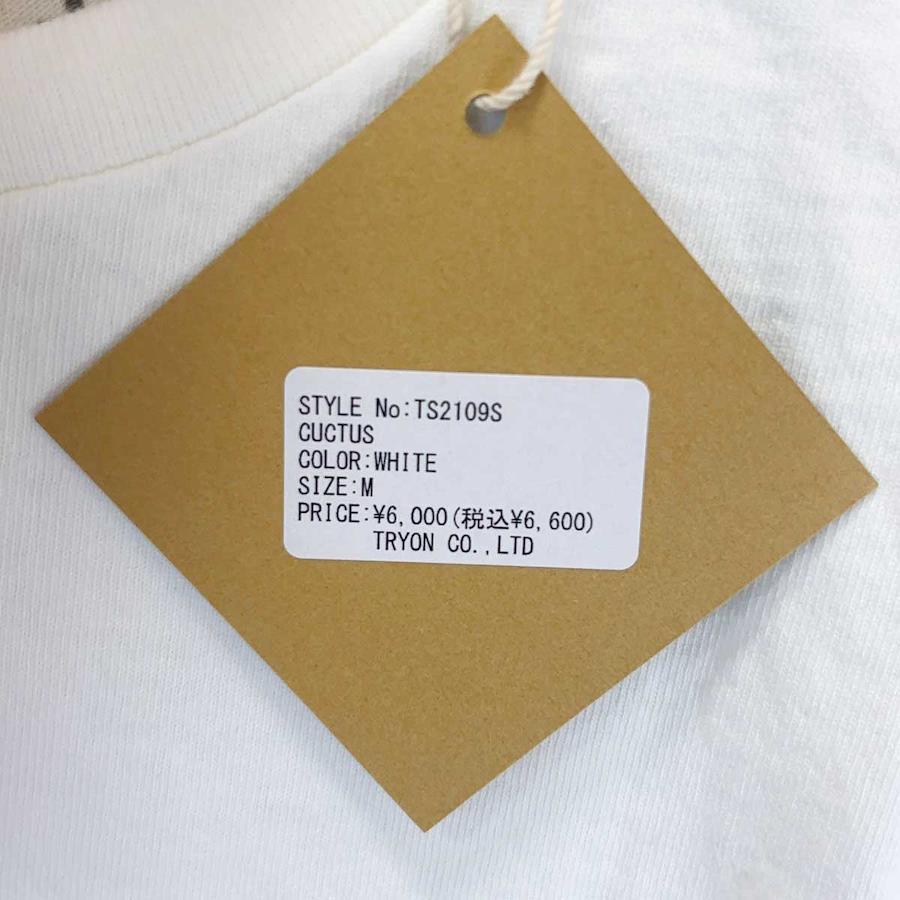 STYLE No:TS2109S
CUCTUS
COLOR:WHITE
SIZE:M
PRICE:¥6,000(税込¥6,600)
TRYON CO.,LTD